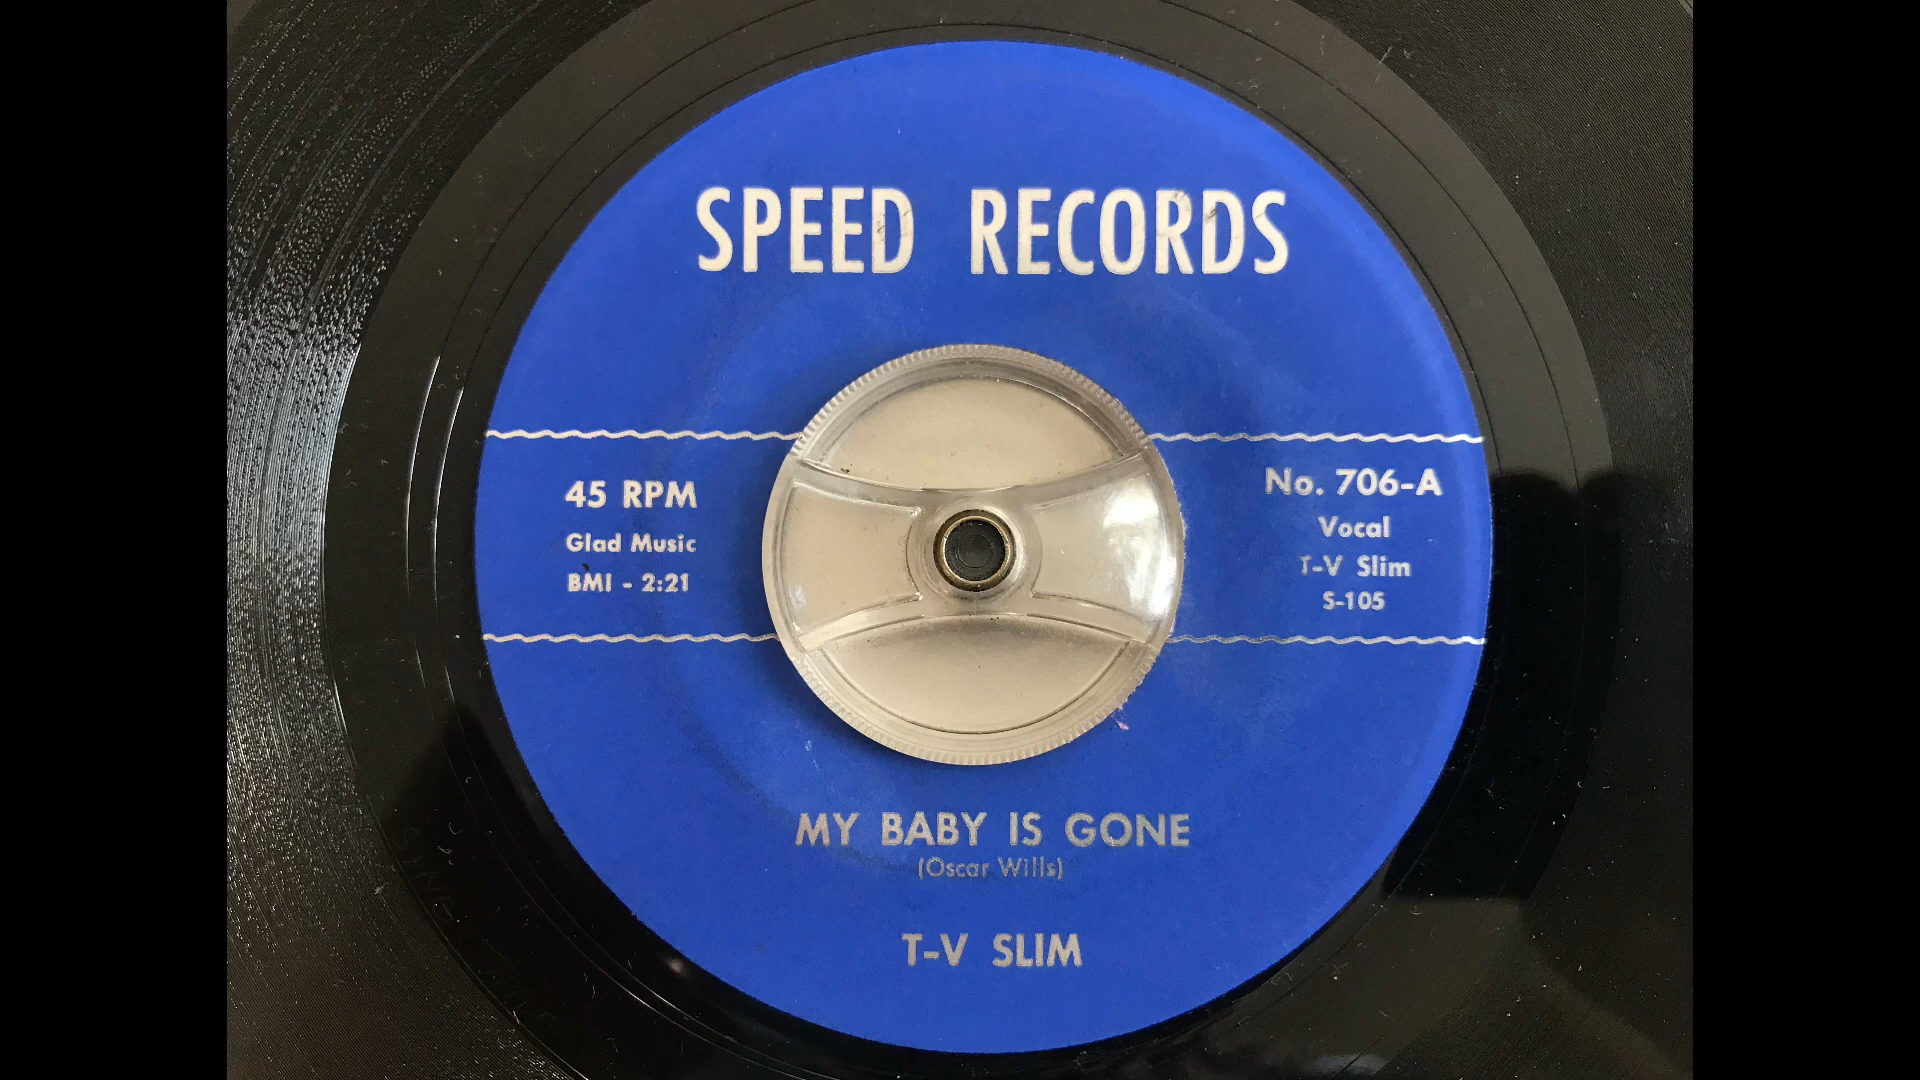 SPEED RECORDS
45 RPM
Glad Music
BMI - 2:21
No. 706-A
Vocal
T-V Slim
S-105
MY BABY IS GONE
(Oscar Wills)
T-V SLIM